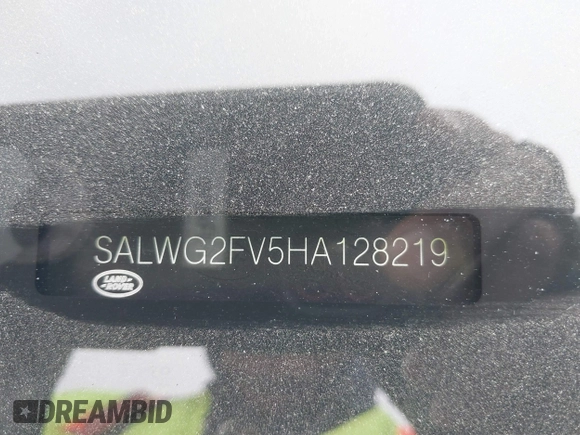 SALWG2FV5HA128219
LAND-
ROVER
DREAMBID